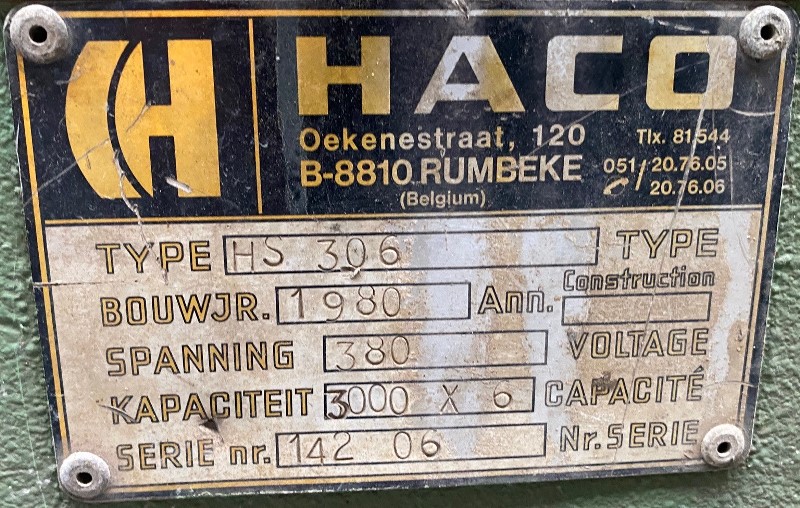 H HACO
Oekenestraat, 120 Tlx. 81.544
B-8810 RUMBEKE 051/20.76.05
(Belgium) 20.76.06
TYPE HS 306 TYPE
BOUWJR. 1980 Ann. Construction
SPANNING 380 VOLTAGE
KAPACITEIT 3000 X 6 CAPACITÉ
SERIE nr. 142 06 Nr. SERIE